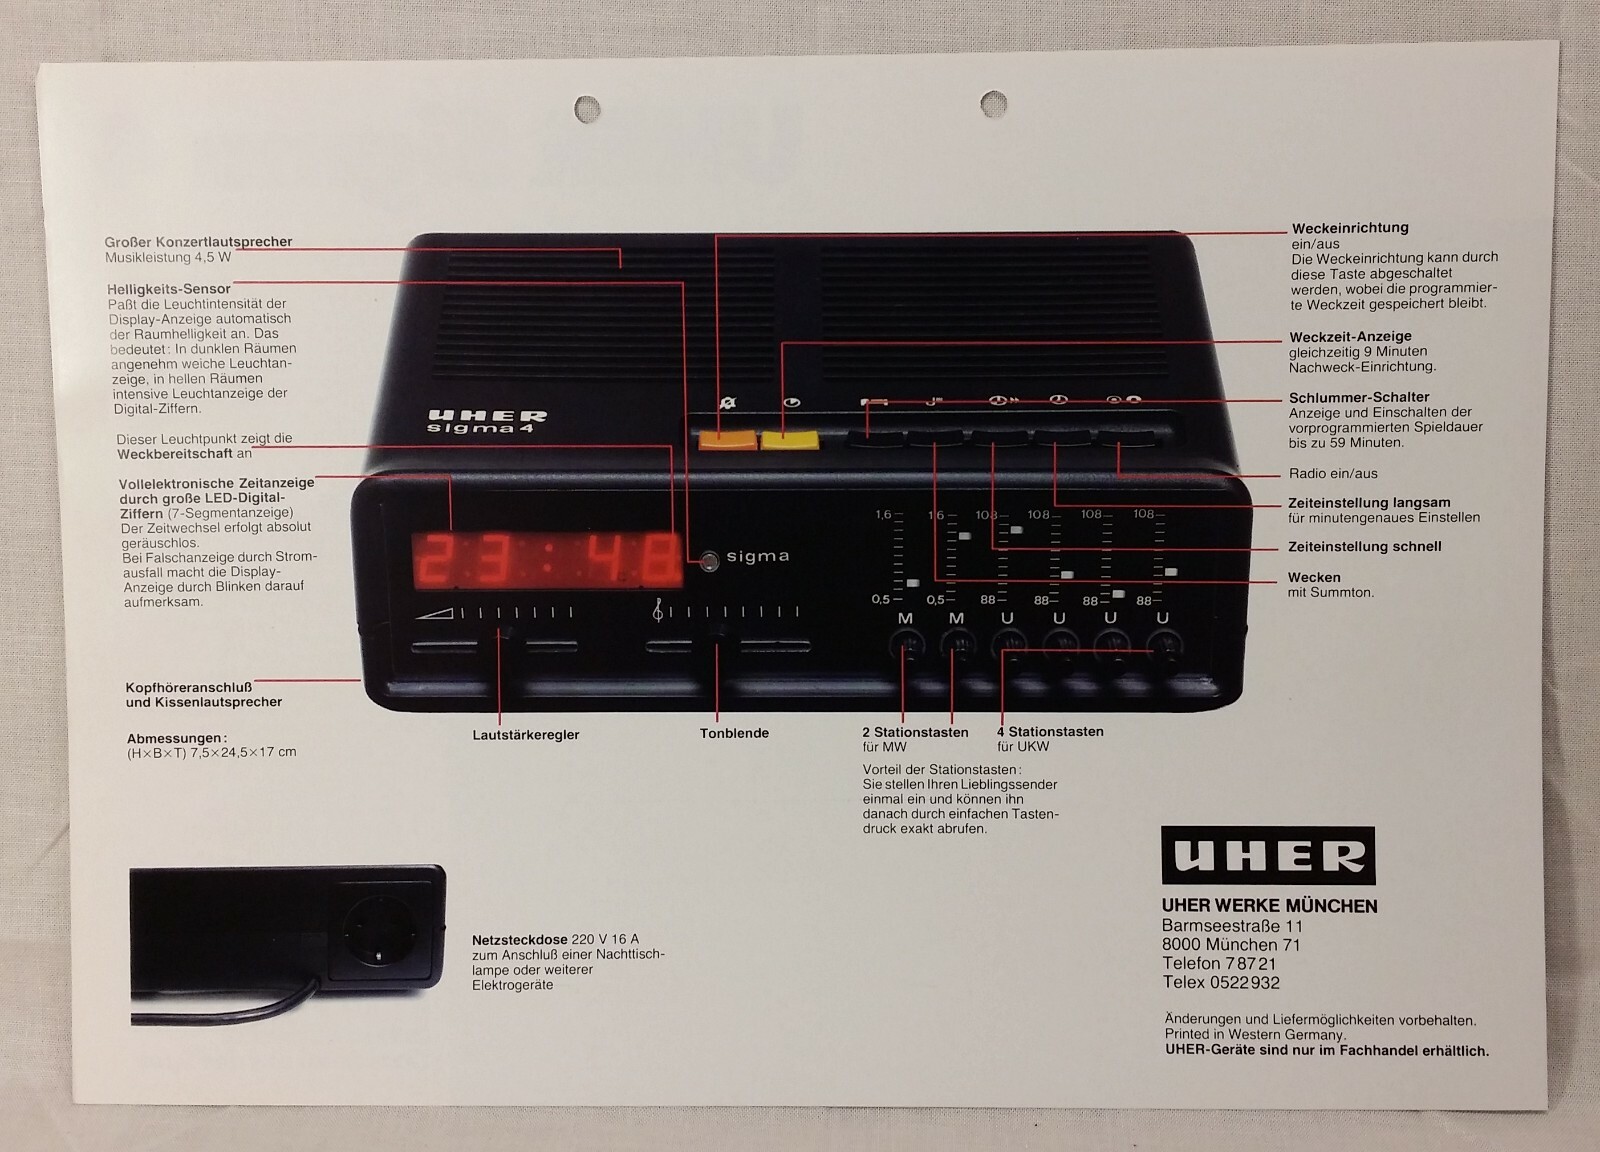 Großer Konzertlautsprecher
Musikleistung 4,5 W
Helligkeits-Sensor
Paßt die Leuchtintensität der
Display-Anzeige automatisch
der Raumhelligkeit an. Das
bedeutet: In dunklen Räumen
angenehm weiche Leuchtan-
zeige, in hellen Räumen
intensive Leuchtanzeige der
Digital-Ziffern.
Dieser Leuchtpunkt zeigt die
Weckbereitschaft an
Vollelektronische Zeitanzeige
durch große LED-Digital-
Ziffern (7-Segmentanzeige)
Der Zeitwechsel erfolgt absolut
geräuschlos.
Bei Falschanzeige durch Strom-
ausfall macht die Display-
Anzeige durch Blinken darauf
aufmerksam.
Kopfhöreranschluß
und Kissenlautsprecher
Abmessungen:
(H×B×T) 7,5×24,5×17 cm
UHER
sigma 4
23:48
sigma
1,6 1,6 108 108 108 108
0,5 0,5 88 88 88 88
M M U U U U
Weckeinrichtung
ein/aus
Die Weckeinrichtung kann durch
diese Taste abgeschaltet
werden, wobei die programmier-
te Weckzeit gespeichert bleibt.
Weckzeit-Anzeige
gleichzeitig 9 Minuten
Nachweck-Einrichtung.
Schlummer-Schalter
Anzeige und Einschalten der
vorprogrammierten Spieldauer
bis zu 59 Minuten.
Radio ein/aus
Zeiteinstellung langsam
für minutengenaues Einstellen
Zeiteinstellung schnell
Wecken
mit Summton.
Lautstärkeregler
Tonblende
2 Stationstasten
für MW
4 Stationstasten
für UKW
Vorteil der Stationstasten:
Sie stellen Ihren Lieblingssender
einmal ein und können ihn
danach durch einfachen Tasten-
druck exakt abrufen.
Netzsteckdose 220 V 16 A
zum Anschluß einer Nachttisch-
lampe oder weiterer
Elektrogeräte
UHER
UHER WERKE MÜNCHEN
Barmseestraße 11
8000 München 71
Telefon 78721
Telex 0522932
Änderungen und Liefermöglichkeiten vorbehalten.
Printed in Western Germany.
UHER-Geräte sind nur im Fachhandel erhältlich.